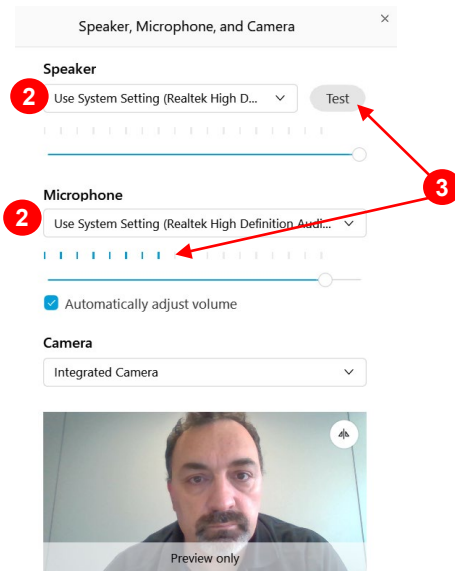 Speaker, Microphone, and Camera
Speaker
2
Use System Setting (Realtek High D...
Test
3
Microphone
2
Use System Setting (Realtek High Definition Audi...
Automatically adjust volume
Camera
Integrated Camera
Preview only